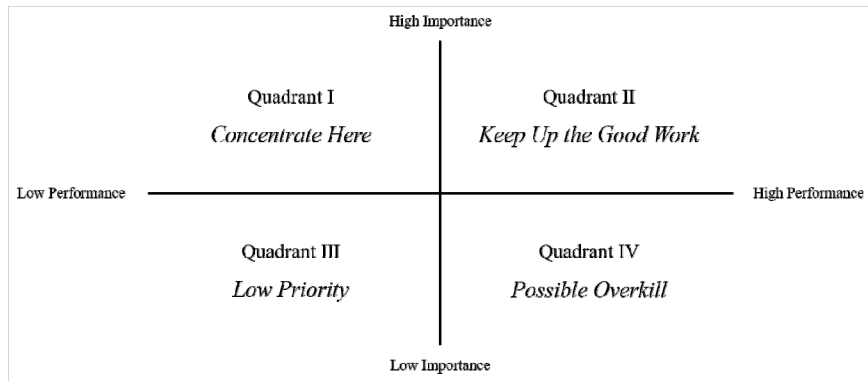 High Importance
Quadrant I
Quadrant II
Concentrate Here
Keep Up the Good Work
Low Performance
High Performance
Quadrant III
Quadrant IV
Low Priority
Possible Overkill
Low Importance